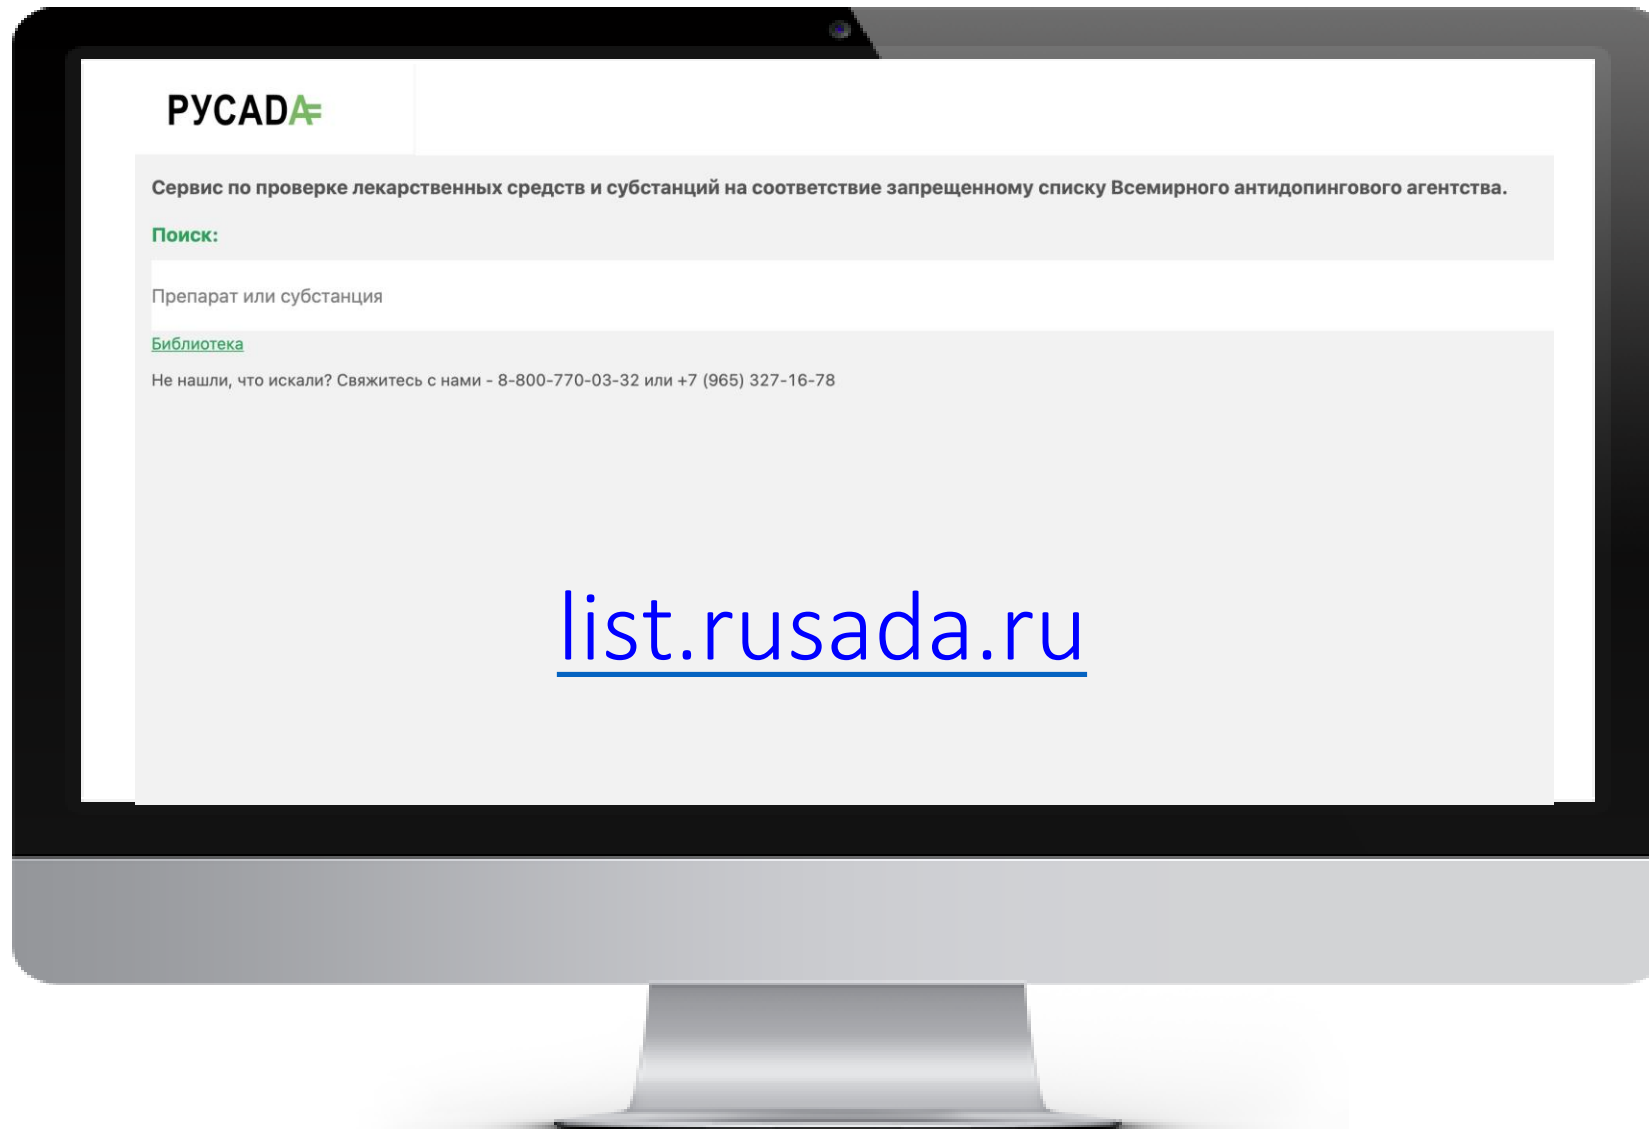 РУСАDA
Сервис по проверке лекарственных средств и субстанций на соответствие запрещенному списку Всемирного антидопингового агентства.
Поиск:
Препарат или субстанция
Библиотека
Не нашли, что искали? Свяжитесь с нами - 8-800-770-03-32 или +7 (965) 327-16-78
list.rusada.ru